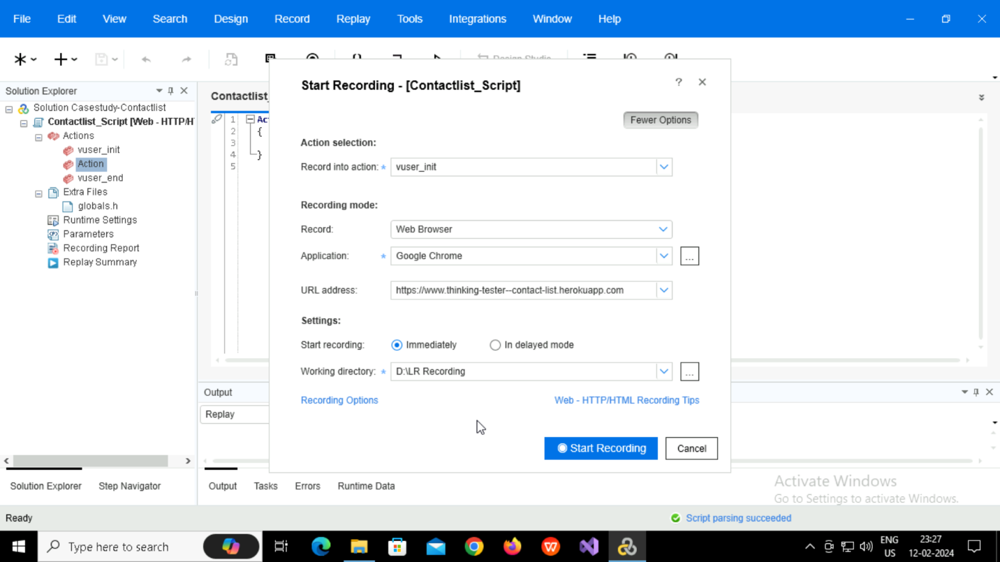 File Edit View Search Design Record Replay Tools Integrations Window Help
Design Studio
Solution Explorer
Solution Casestudy-Contactlist
Contactlist_Script [Web - HTTP/H
Actions
vuser_init
Action
vuser_end
Extra Files
globals.h
Runtime Settings
Parameters
Recording Report
Replay Summary
Contactlist_
1 Ac
2 {
3
4 }
5
Start Recording - [Contactlist_Script]
?
Fewer Options
Action selection:
Record into action: * vuser_init
Recording mode:
Record: Web Browser
Application: * Google Chrome ...
URL address: https://www.thinking-tester--contact-list.herokuapp.com
Settings:
Start recording: Immediately In delayed mode
Working directory: * D:\LR Recording ...
Recording Options Web - HTTP/HTML Recording Tips
Start Recording Cancel
Output
Replay
Solution Explorer Step Navigator Output Tasks Errors Runtime Data
Activate Windows
Go to Settings to activate Windows.
Ready Script parsing succeeded
Type here to search
ENG
US
23:27
12-02-2024